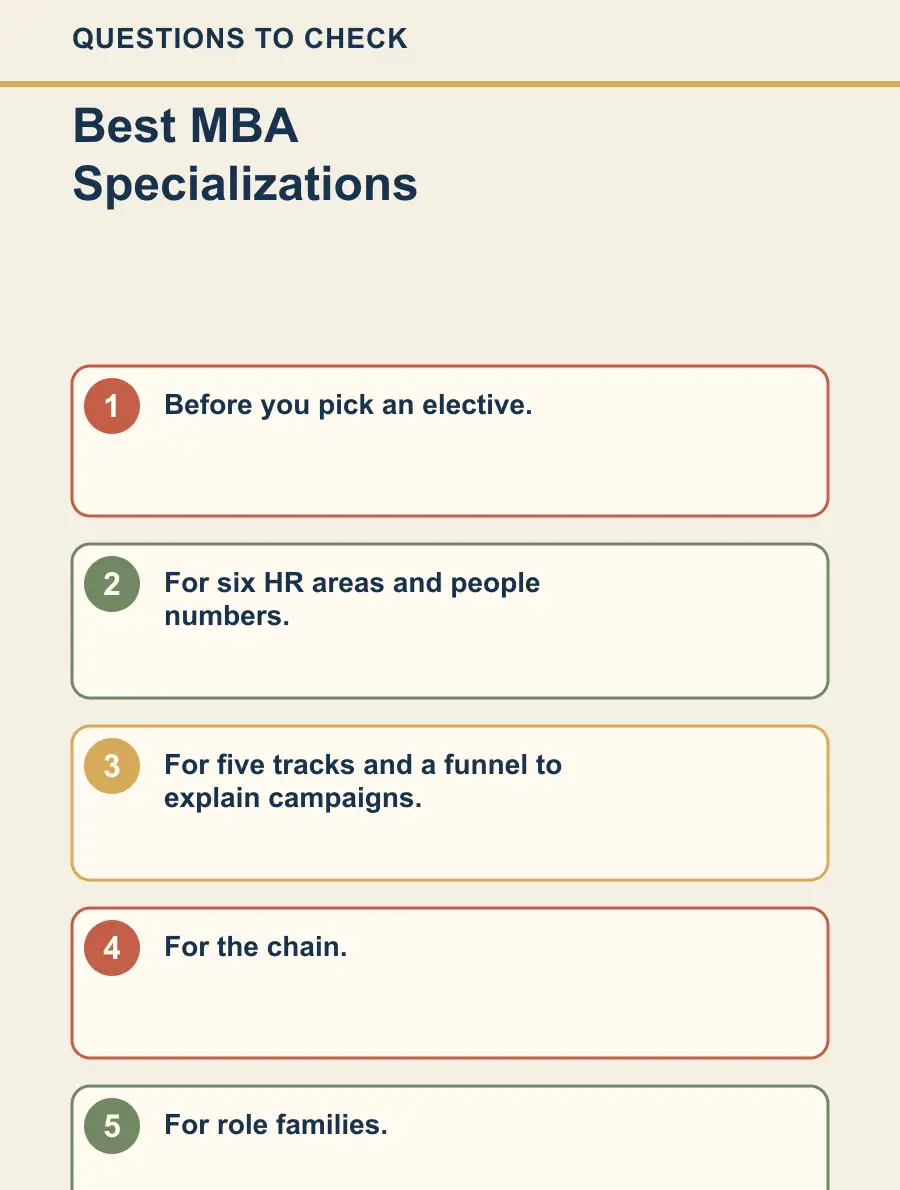 QUESTIONS TO CHECK
Best MBA
Specializations
1
Before you pick an elective.
2
For six HR areas and people
numbers.
3
For five tracks and a funnel to
explain campaigns.
4
For the chain.
5
For role families.